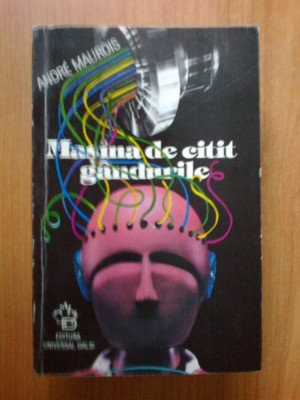 ANDRÉ MAUROIS
Mașina de citit
gândurile
EDITURA
UNIVERSAL DALSI